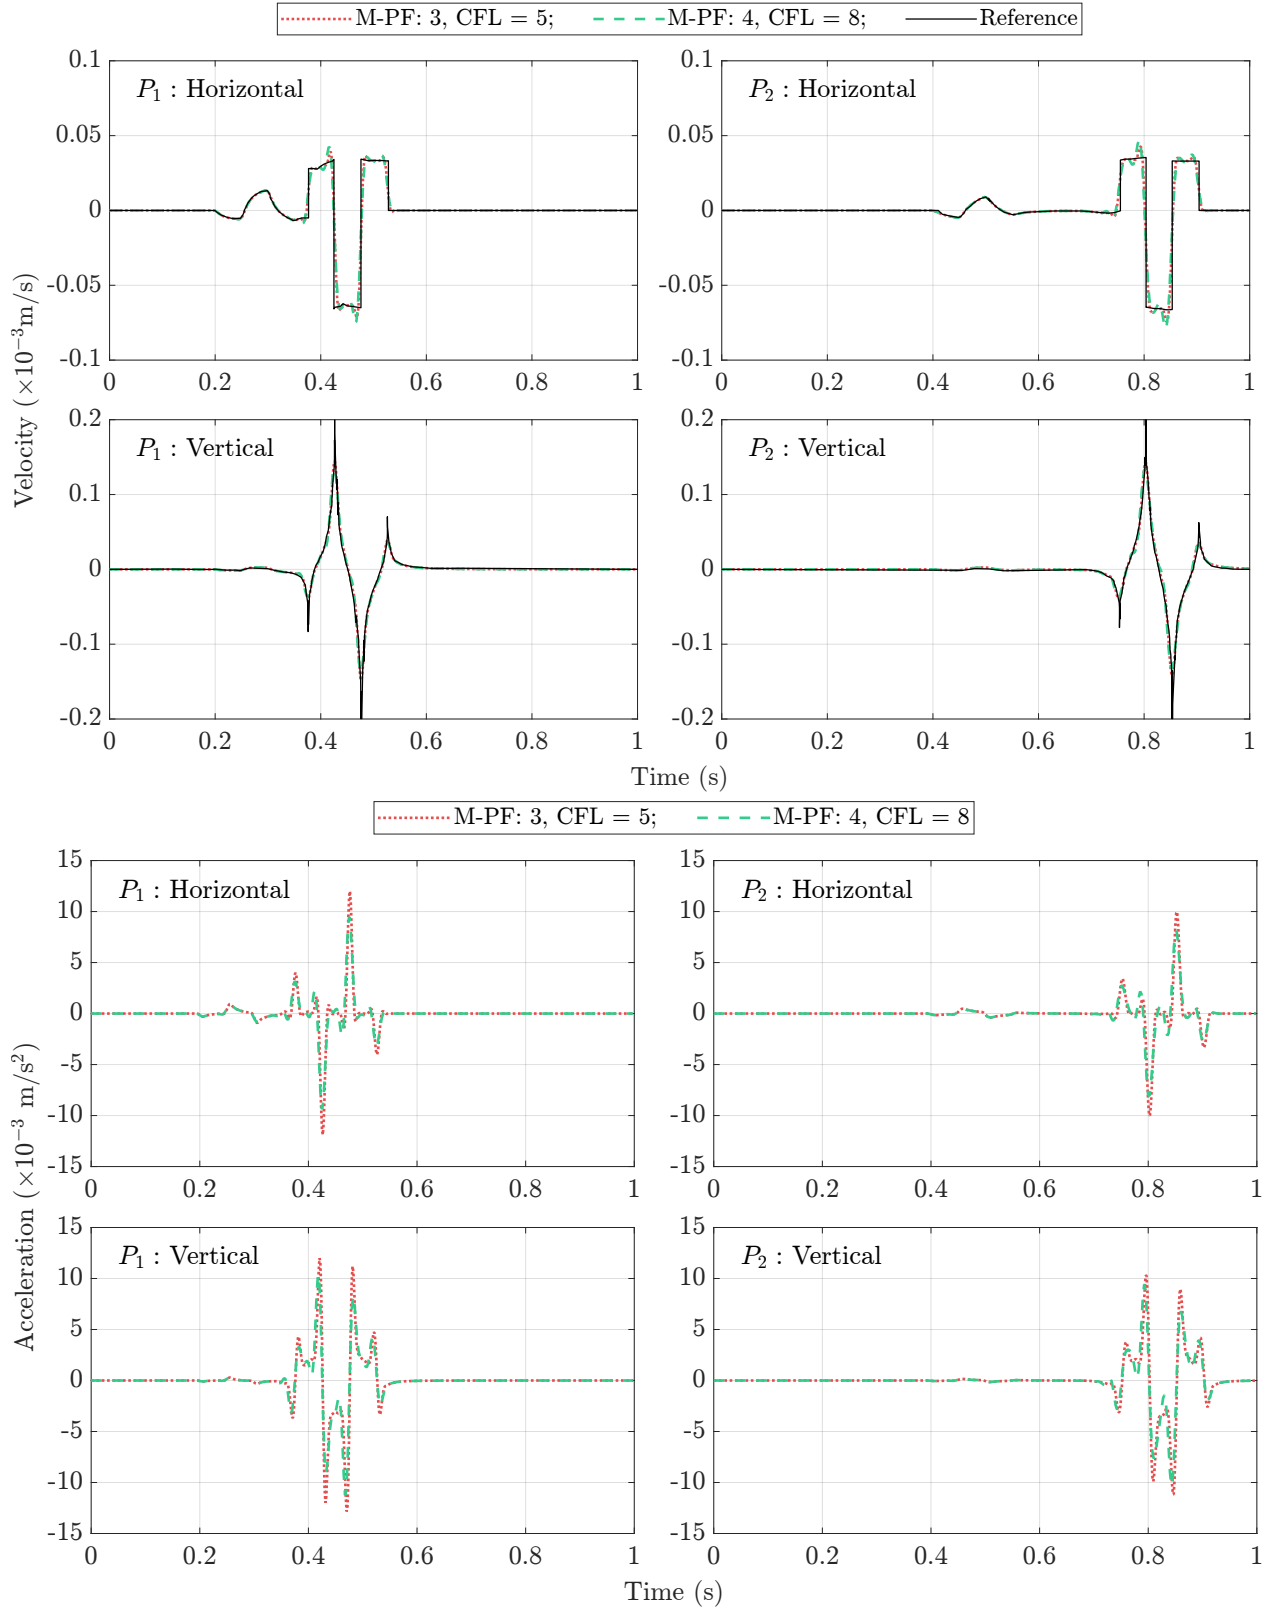 M-PF: 3, CFL = 5; M-PF: 4, CFL = 8; Reference
P₁ : Horizontal
0.1
0.05
0
-0.05
-0.1
0 0.2 0.4 0.6 0.8 1
P₂ : Horizontal
0.1
0.05
0
-0.05
-0.1
0 0.2 0.4 0.6 0.8 1
Velocity (×10⁻³m/s)
P₁ : Vertical
0.2
0.1
0
-0.1
-0.2
0 0.2 0.4 0.6 0.8 1
P₂ : Vertical
0.2
0.1
0
-0.1
-0.2
0 0.2 0.4 0.6 0.8 1
Time (s)
M-PF: 3, CFL = 5; M-PF: 4, CFL = 8
P₁ : Horizontal
15
10
5
0
-5
-10
-15
0 0.2 0.4 0.6 0.8 1
P₂ : Horizontal
15
10
5
0
-5
-10
-15
0 0.2 0.4 0.6 0.8 1
Acceleration (×10⁻³ m/s²)
P₁ : Vertical
15
10
5
0
-5
-10
-15
0 0.2 0.4 0.6 0.8 1
P₂ : Vertical
15
10
5
0
-5
-10
-15
0 0.2 0.4 0.6 0.8 1
Time (s)